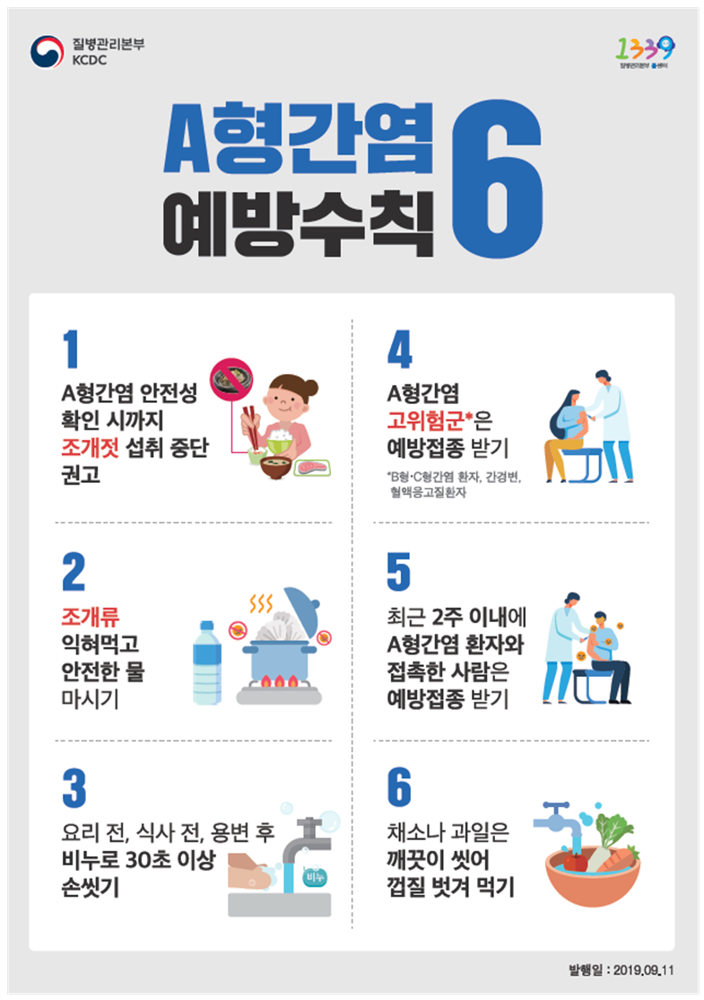 질병관리본부
KCDC
1339
질병관리본부 콜센터
A형간염
예방수칙
6
1
A형간염 안전성
확인 시까지
조개젓 섭취 중단
권고
2
조개류
익혀먹고
안전한 물
마시기
3
요리 전, 식사 전, 용변 후
비누로 30초 이상
손씻기
비누
4
A형간염
고위험군*은
예방접종 받기
*B형·C형간염 환자, 간경변,
혈액응고질환자
5
최근 2주 이내에
A형간염 환자와
접촉한 사람은
예방접종 받기
6
채소나 과일은
깨끗이 씻어
껍질 벗겨 먹기
발행일 : 2019.09.11